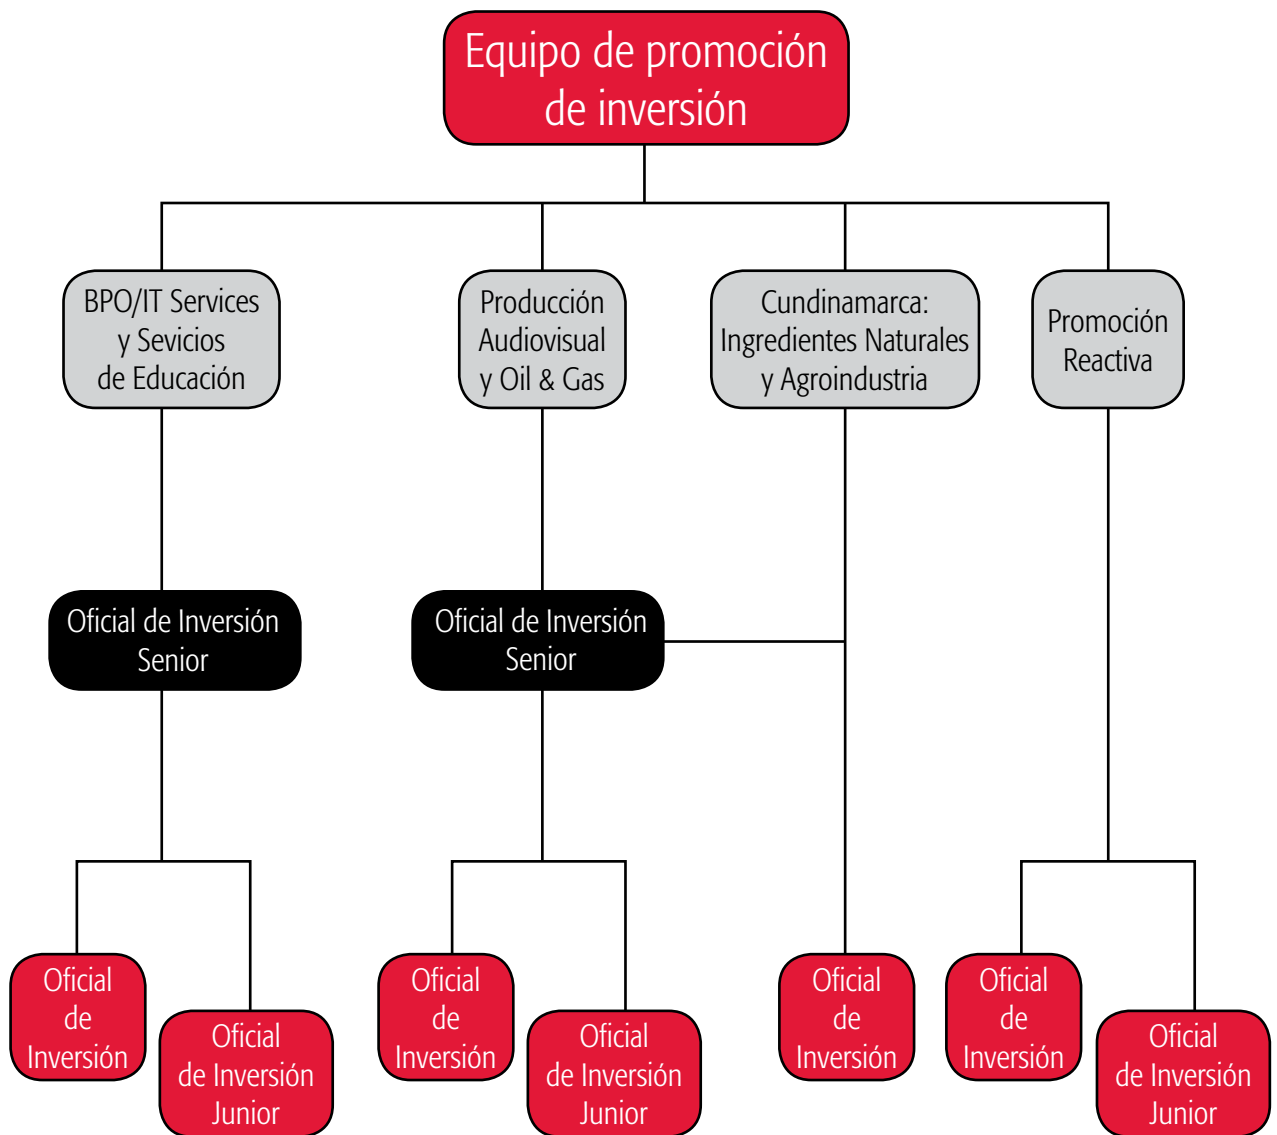 Equipo de promoción
de inversión
BPO/IT Services
y Sevicios
de Educación
Producción
Audiovisual
y Oil & Gas
Cundinamarca:
Ingredientes Naturales
y Agroindustria
Promoción
Reactiva
Oficial de Inversión
Senior
Oficial de Inversión
Senior
Oficial
de
Inversión
Oficial
de Inversión
Junior
Oficial
de
Inversión
Oficial
de Inversión
Junior
Oficial
de
Inversión
Oficial
de
Inversión
Oficial
de Inversión
Junior